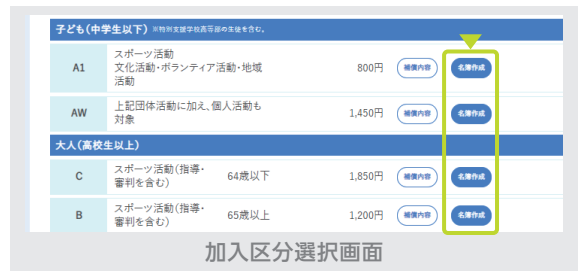 子ども(中学生以下) ※特別支援学校高等部の生徒を含む。
A1
スポーツ活動
文化活動・ボランティア活動・地域
活動
800円
補償内容
名簿作成
AW
上記団体活動に加え、個人活動も
対象
1,450円
補償内容
名簿作成
大人(高校生以上)
C
スポーツ活動(指導・
審判を含む)
64歳以下
1,850円
補償内容
名簿作成
B
スポーツ活動(指導・
審判を含む)
65歳以上
1,200円
補償内容
名簿作成
加入区分選択画面